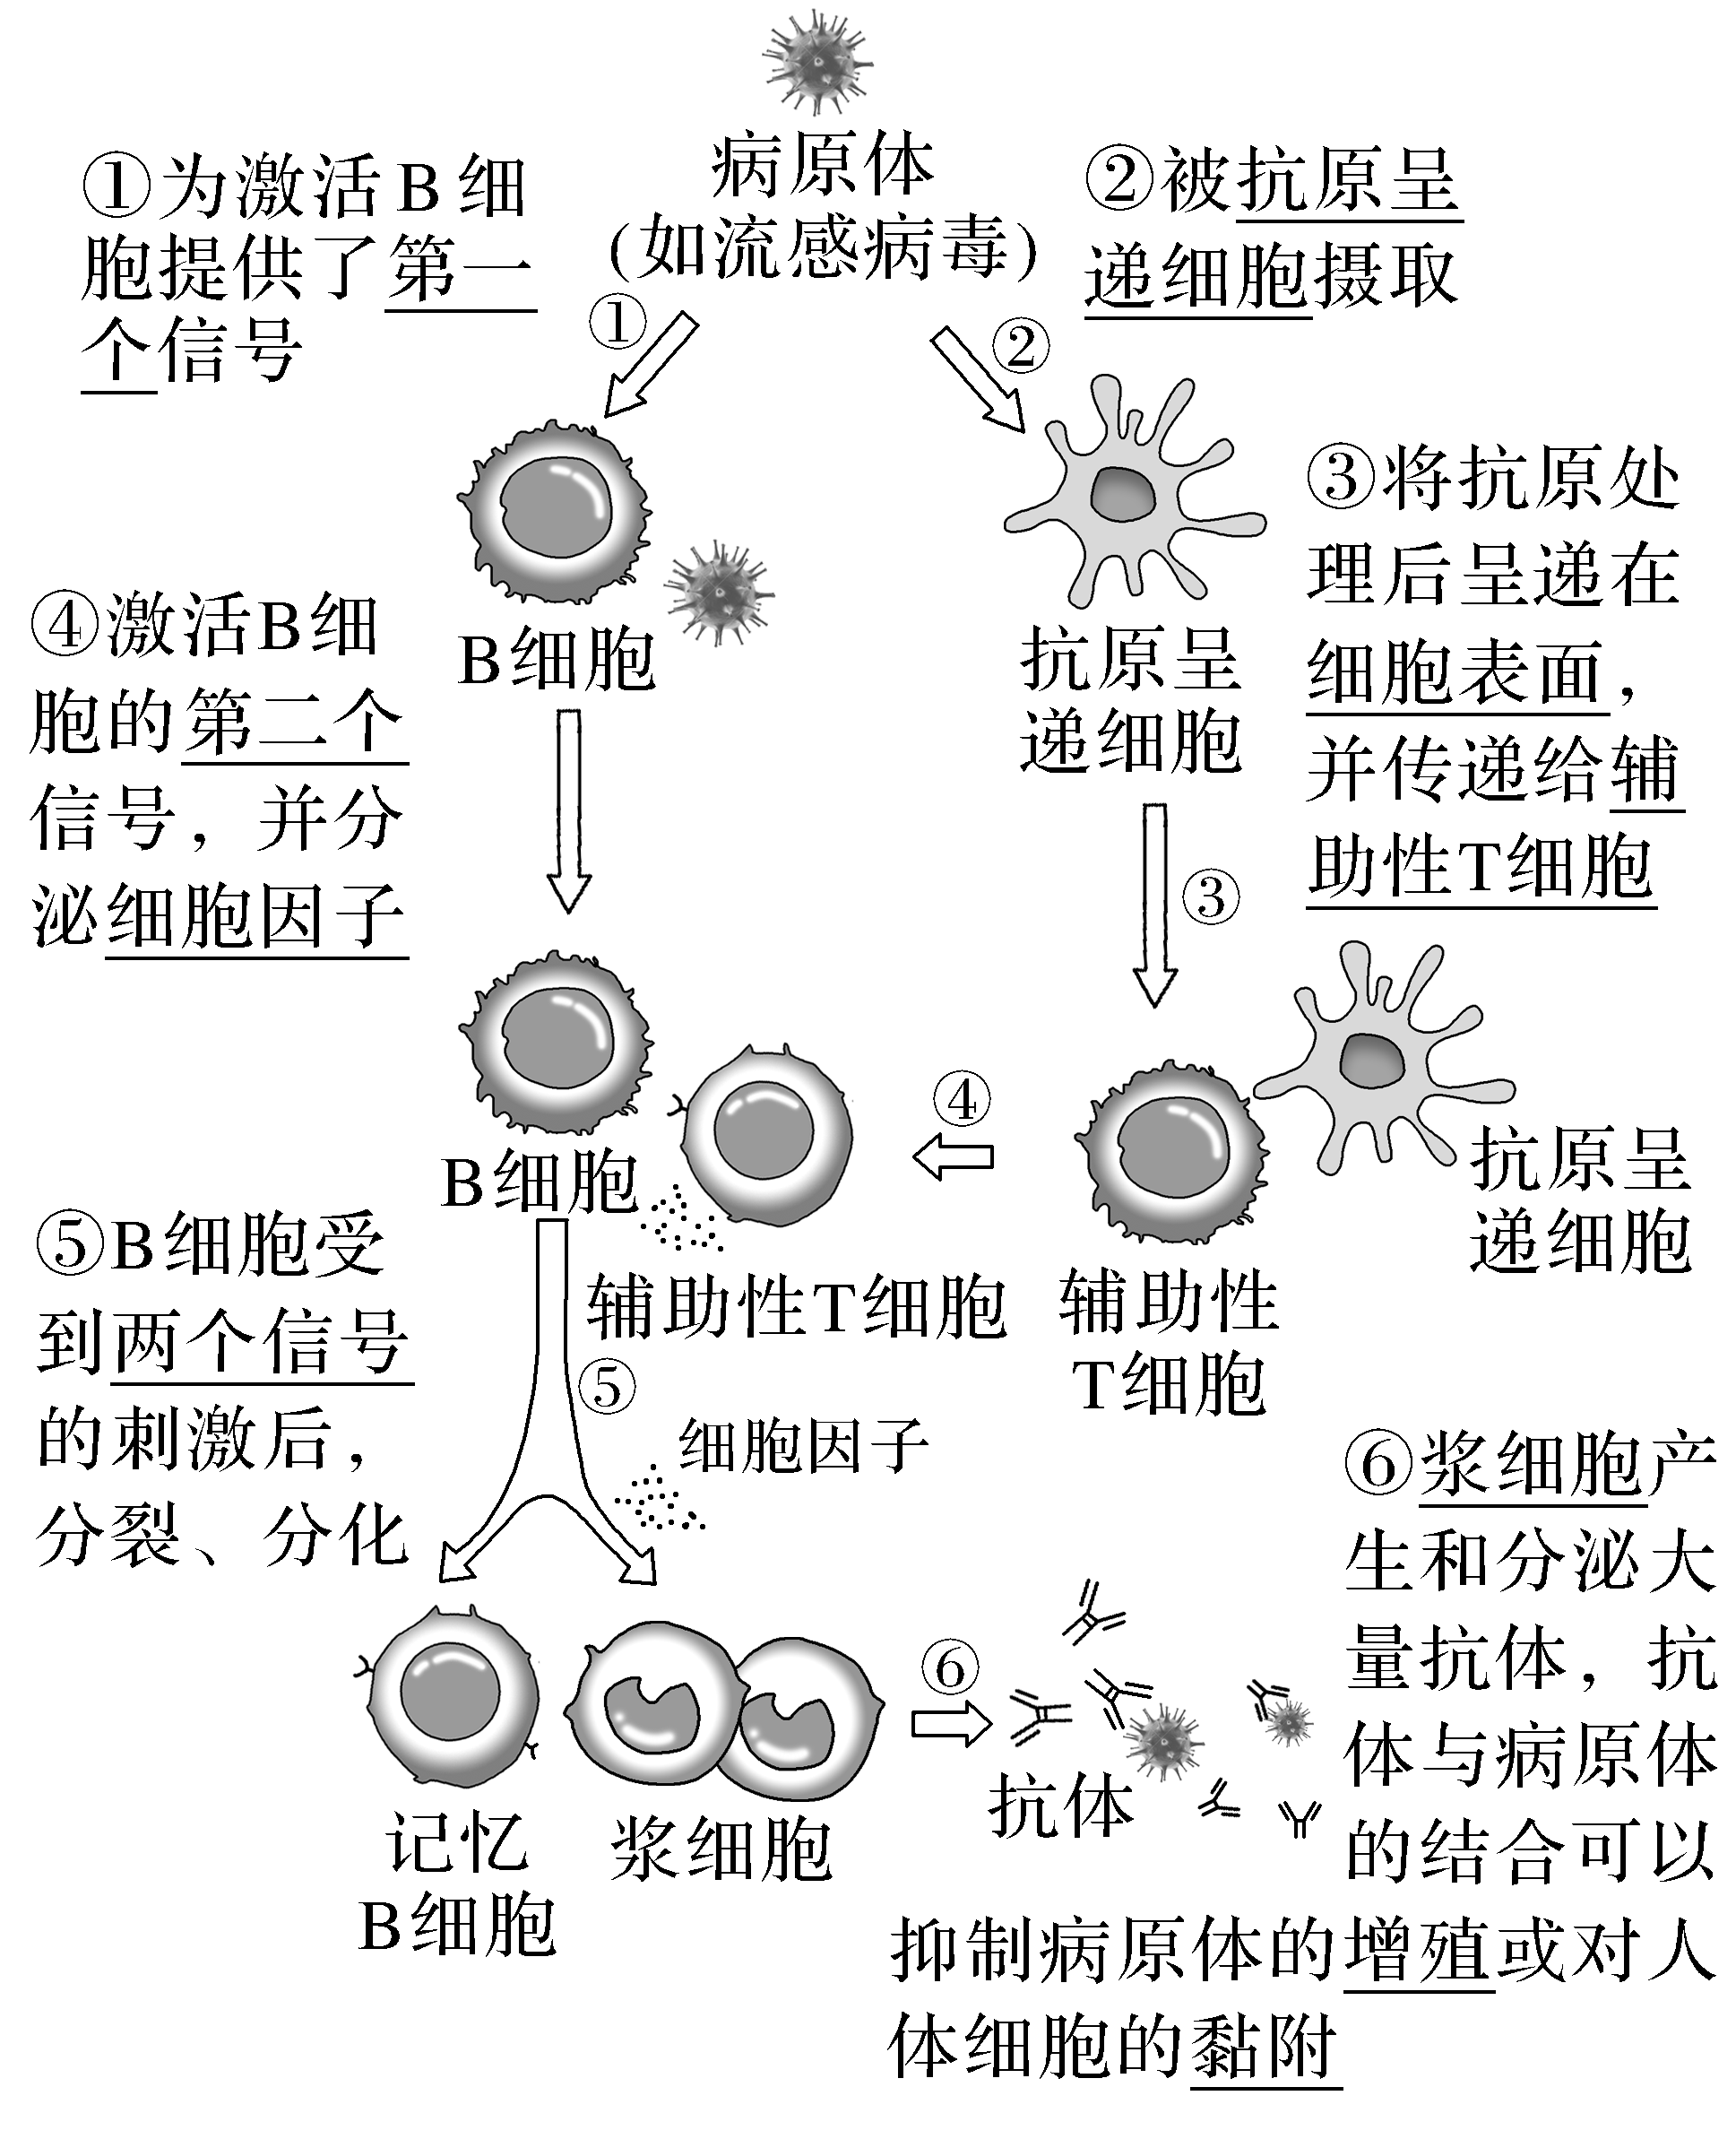 病原体
(如流感病毒)
①为激活B细
胞提供了第一
个信号
②被抗原呈
递细胞摄取
①
②
B细胞
抗原呈
递细胞
③将抗原处
理后呈递在
细胞表面，
并传递给辅
助性T细胞
④激活B细
胞的第二个
信号，并分
泌细胞因子
③
B细胞
辅助性T细胞
④
辅助性
T细胞
抗原呈
递细胞
⑤B细胞受
到两个信号
的刺激后，
分裂、分化
⑤
细胞因子
记忆
B细胞
浆细胞
⑥
抗体
⑥浆细胞产
生和分泌大
量抗体，抗
体与病原体
的结合可以
抑制病原体的增殖或对人
体细胞的黏附